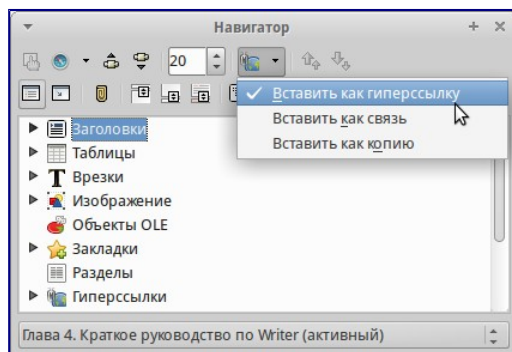 Навигатор
20
Вставить как гиперссылку
Вставить как связь
Вставить как копию
Заголовки
Таблицы
Врезки
Изображение
Объекты OLE
Закладки
Разделы
Гиперссылки
Глава 4. Краткое руководство по Writer (активный)